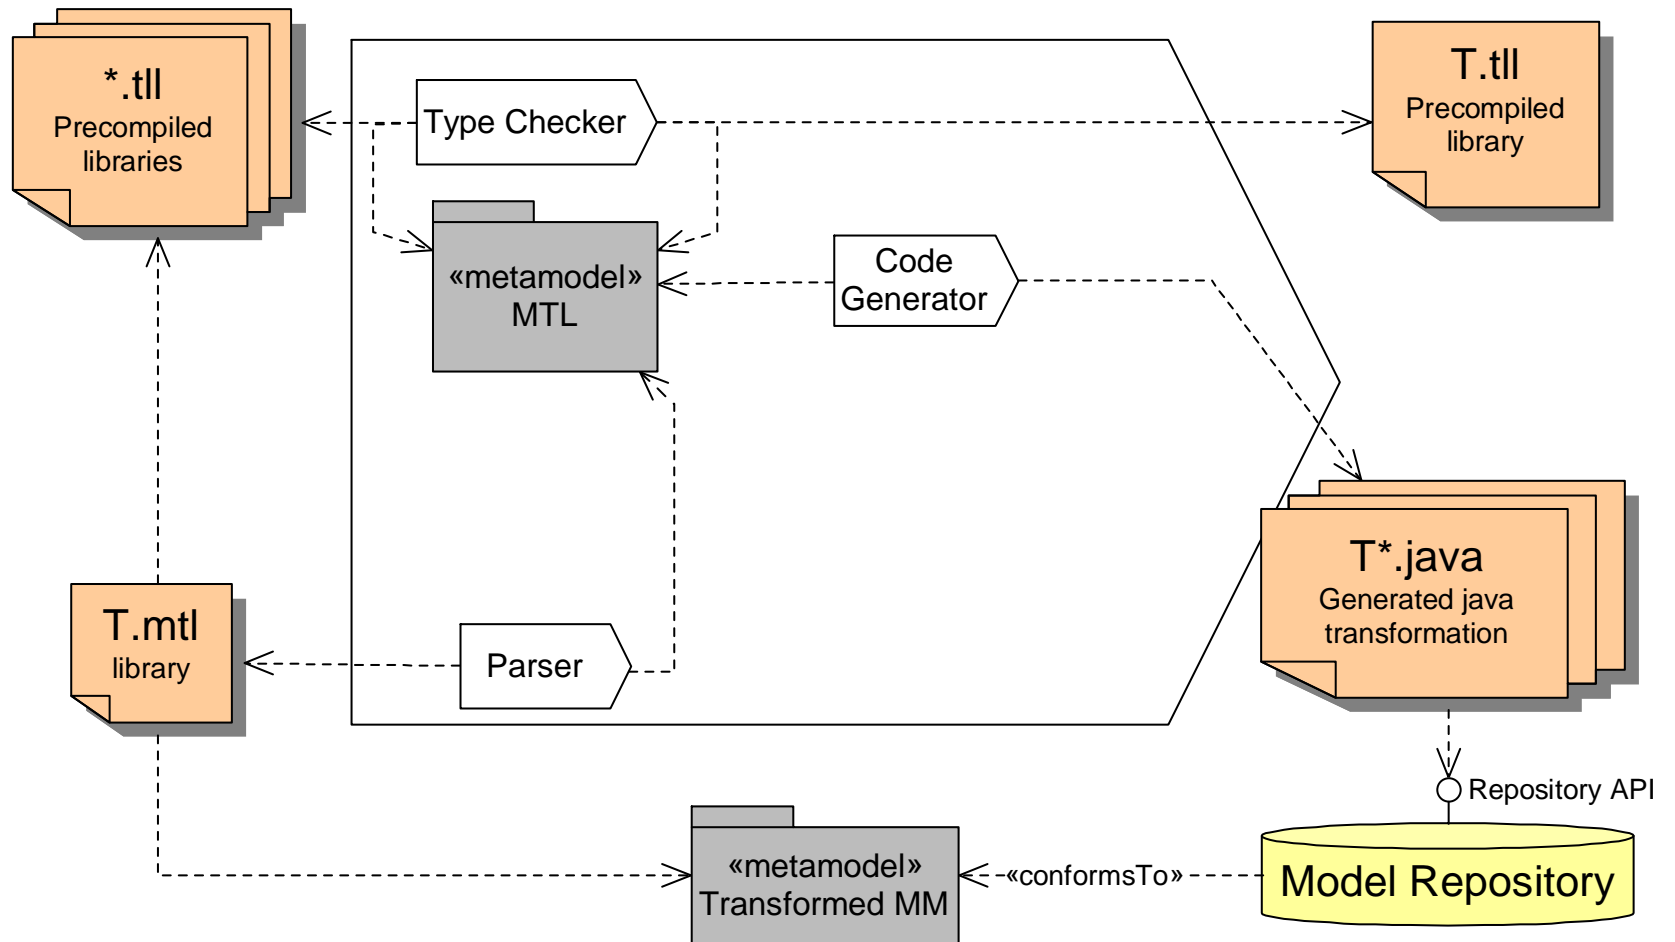 *.tll
Precompiled
libraries
Type Checker
T.tll
Precompiled
library
«metamodel»
MTL
Code
Generator
T*.java
Generated java
transformation
T.mtl
library
Parser
Repository API
«metamodel»
Transformed MM
«conformsTo»
Model Repository